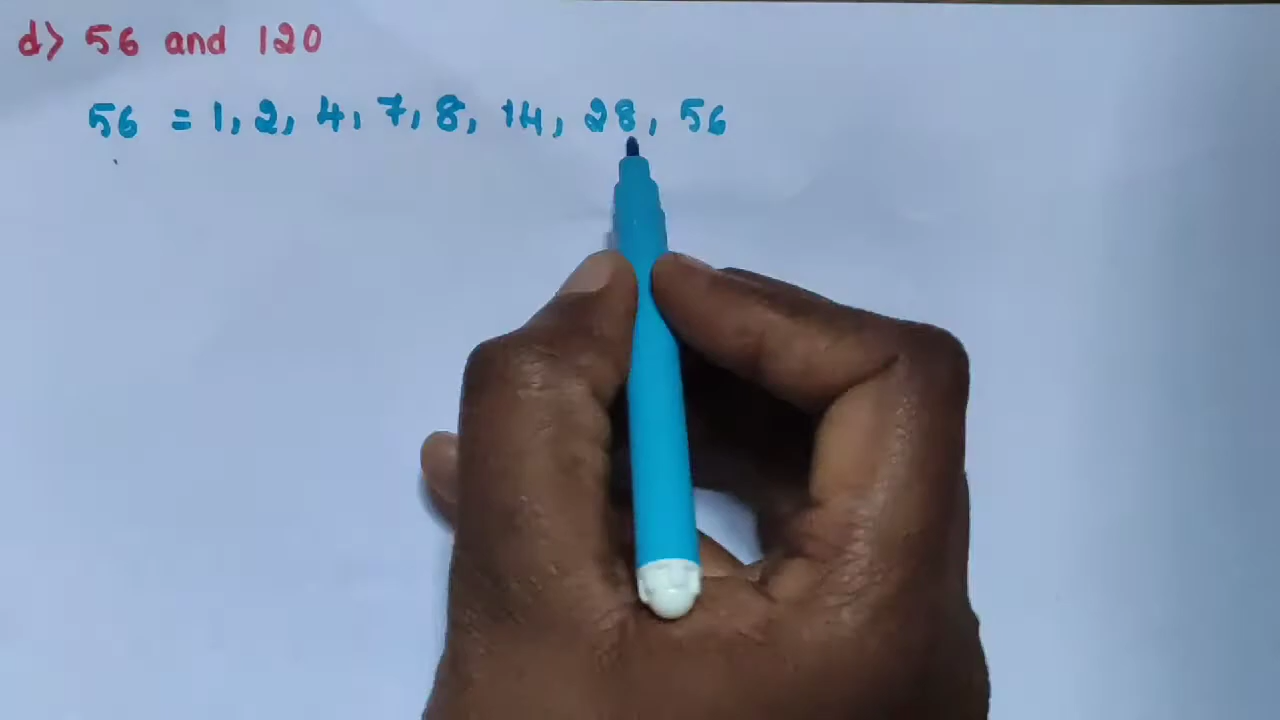 d) 56 and 120
56 = 1, 2, 4, 7, 8, 14, 28, 56